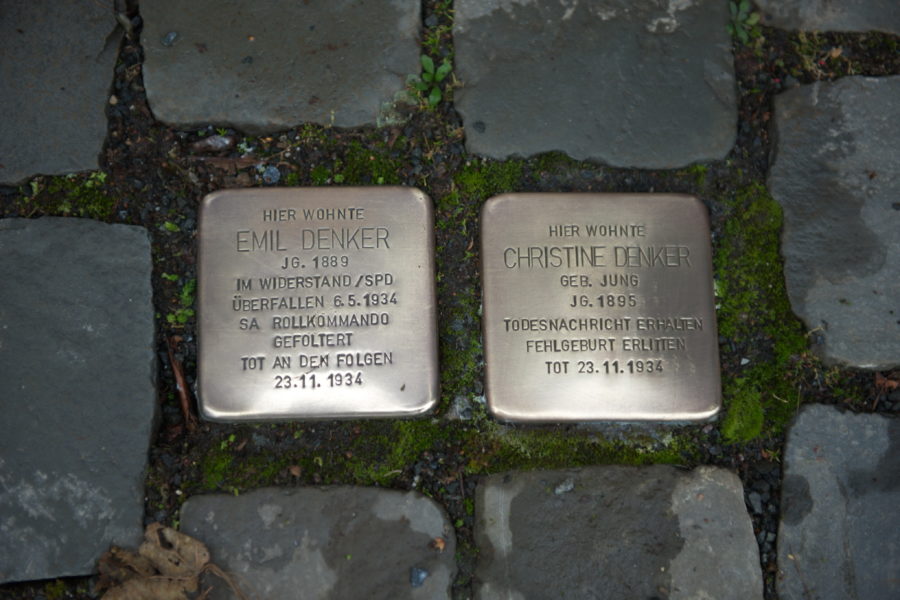 HIER WOHNTE
EMIL DENKER
JG. 1889
IM WIDERSTAND/SPD
ÜBERFALLEN 6.5.1934
SA ROLLKOMMANDO
GEFOLTERT
TOT AN DEN FOLGEN
23.11.1934
HIER WOHNTE
CHRISTINE DENKER
GEB. JUNG
JG. 1895
TODESNACHRICHT ERHALTEN
FEHLGEBURT ERLITTEN
TOT 23.11.1934